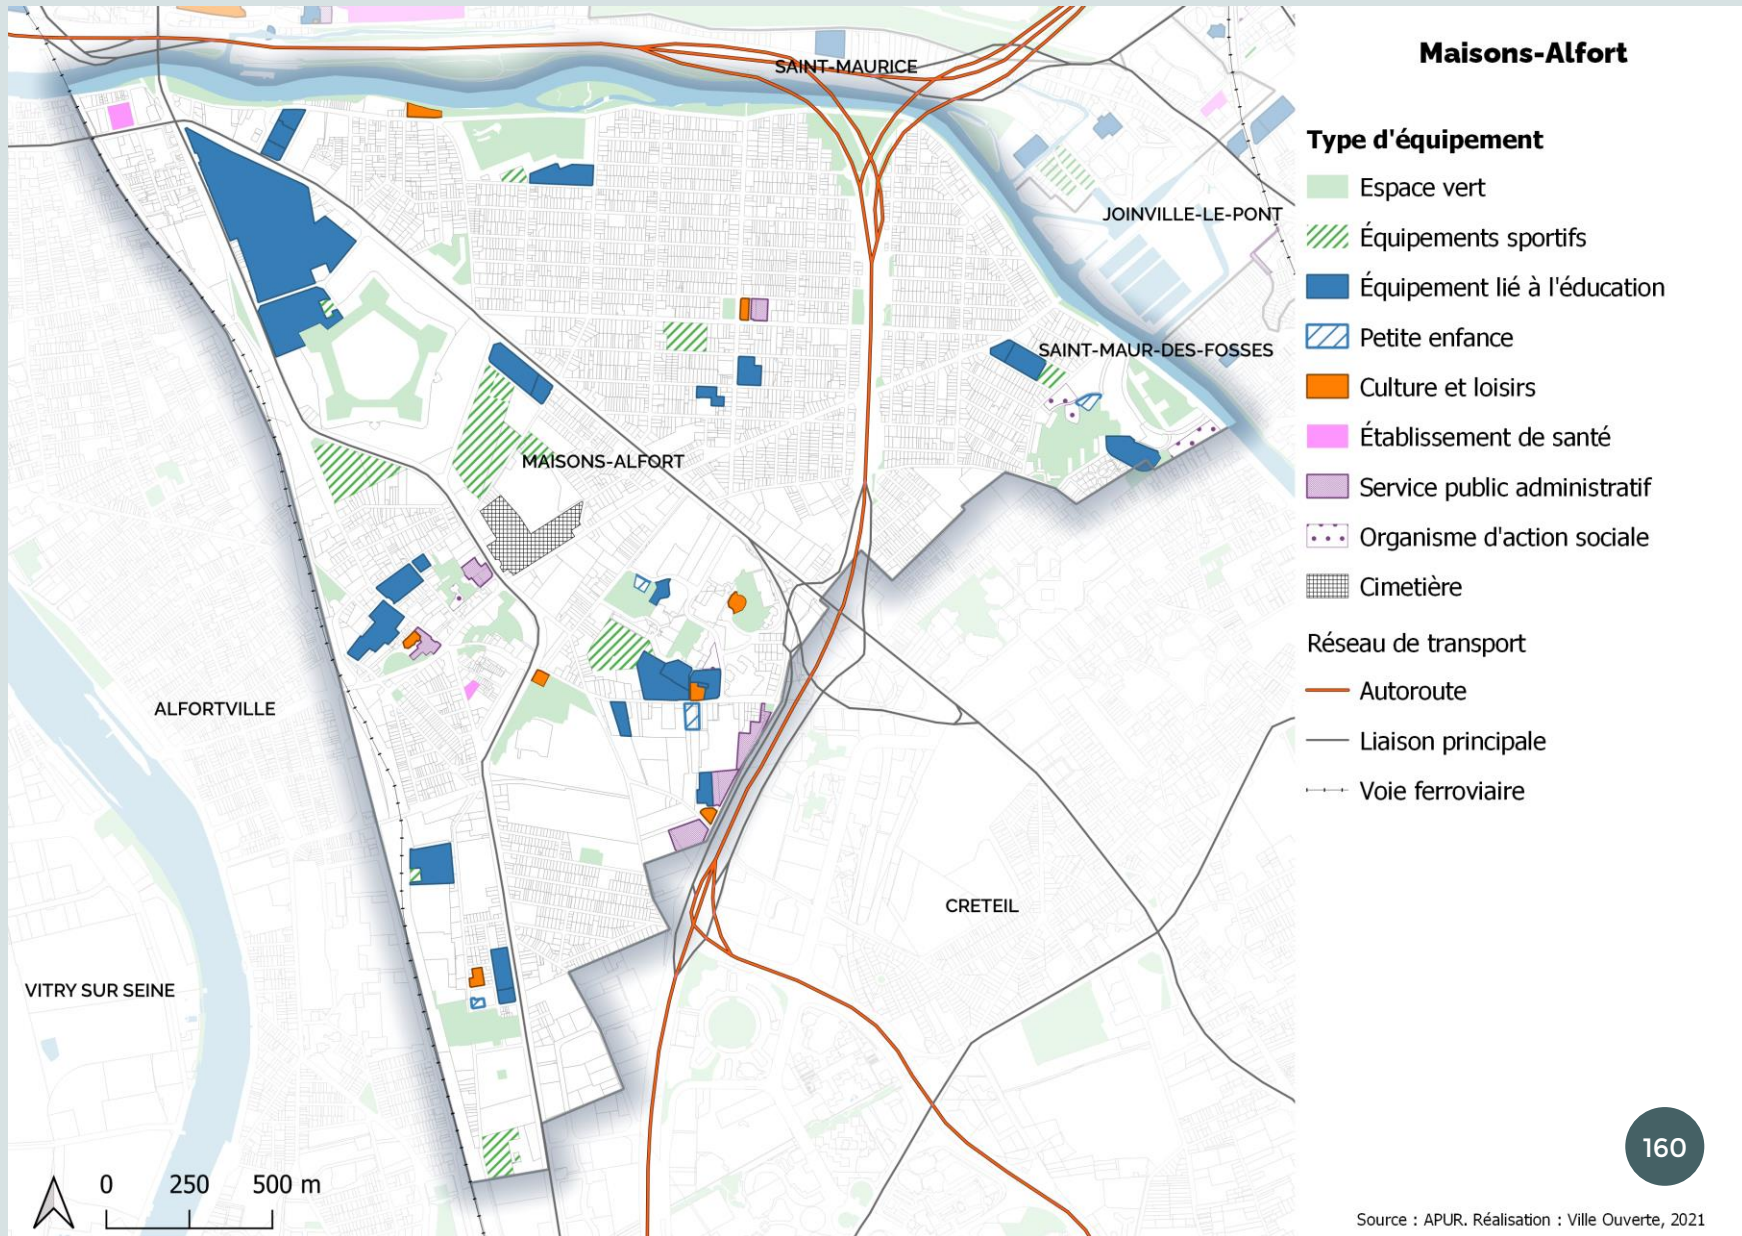 Maisons-Alfort
Type d'équipement
Espace vert
Équipements sportifs
Équipement lié à l'éducation
Petite enfance
Culture et loisirs
Établissement de santé
Service public administratif
Organisme d'action sociale
Cimetière
Réseau de transport
Autoroute
Liaison principale
Voie ferroviaire
SAINT-MAURICE
JOINVILLE-LE-PONT
SAINT-MAUR-DES-FOSSES
MAISONS-ALFORT
ALFORTVILLE
CRETEIL
VITRY SUR SEINE
0 250 500 m
160
Source : APUR. Réalisation : Ville Ouverte, 2021